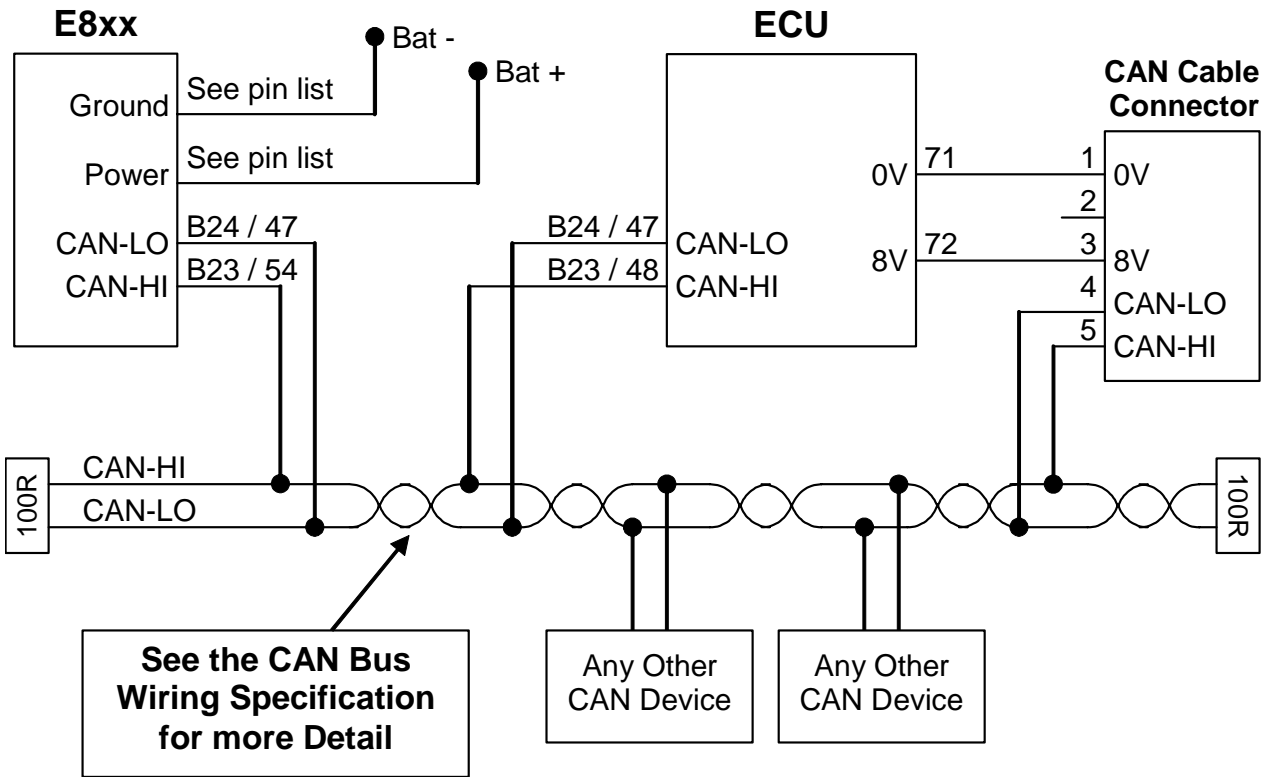 E8xx
Bat -
Bat +
Ground
See pin list
Power
See pin list
CAN-LO
B24 / 47
CAN-HI
B23 / 54
ECU
B24 / 47
CAN-LO
B23 / 48
CAN-HI
0V
71
8V
72
CAN Cable
Connector
1
0V
2
3
8V
4
CAN-LO
5
CAN-HI
100R
CAN-HI
CAN-LO
100R
See the CAN Bus
Wiring Specification
for more Detail
Any Other
CAN Device
Any Other
CAN Device